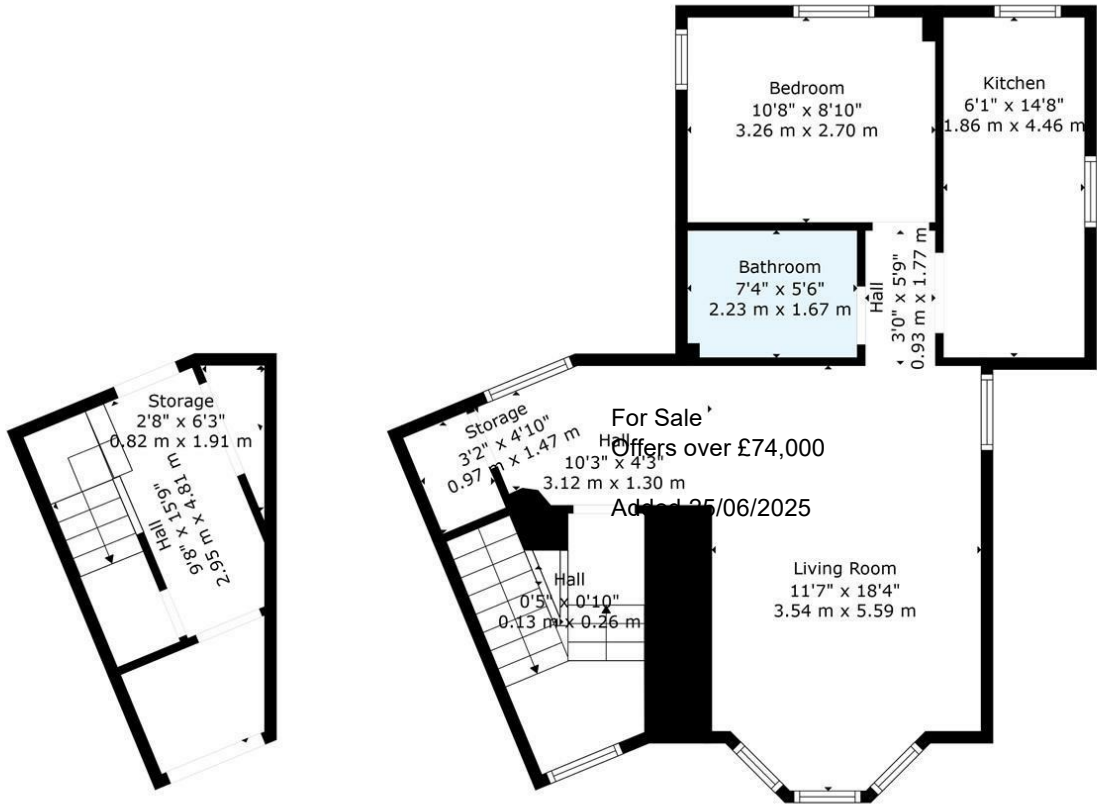 Bedroom
10'8" x 8'10"
3.26 m x 2.70 m
Kitchen
6'1" x 14'8"
1.86 m x 4.46 m
Bathroom
7'4" x 5'6"
2.23 m x 1.67 m
Hall
3'0" x 5'9"
0.93 m x 1.77 m
Storage
2'8" x 6'3"
0.82 m x 1.91 m
Hall
9'8" x 15'9"
2.95 m x 4.81 m
Storage
3'2" x 4'10"
0.97 m x 1.47 m
Hall
10'3" x 4'3"
3.12 m x 1.30 m
For Sale
Offers over £74,000
Added 25/06/2025
Hall
0'5" x 0'10"
0.13 m x 0.26 m
Living Room
11'7" x 18'4"
3.54 m x 5.59 m